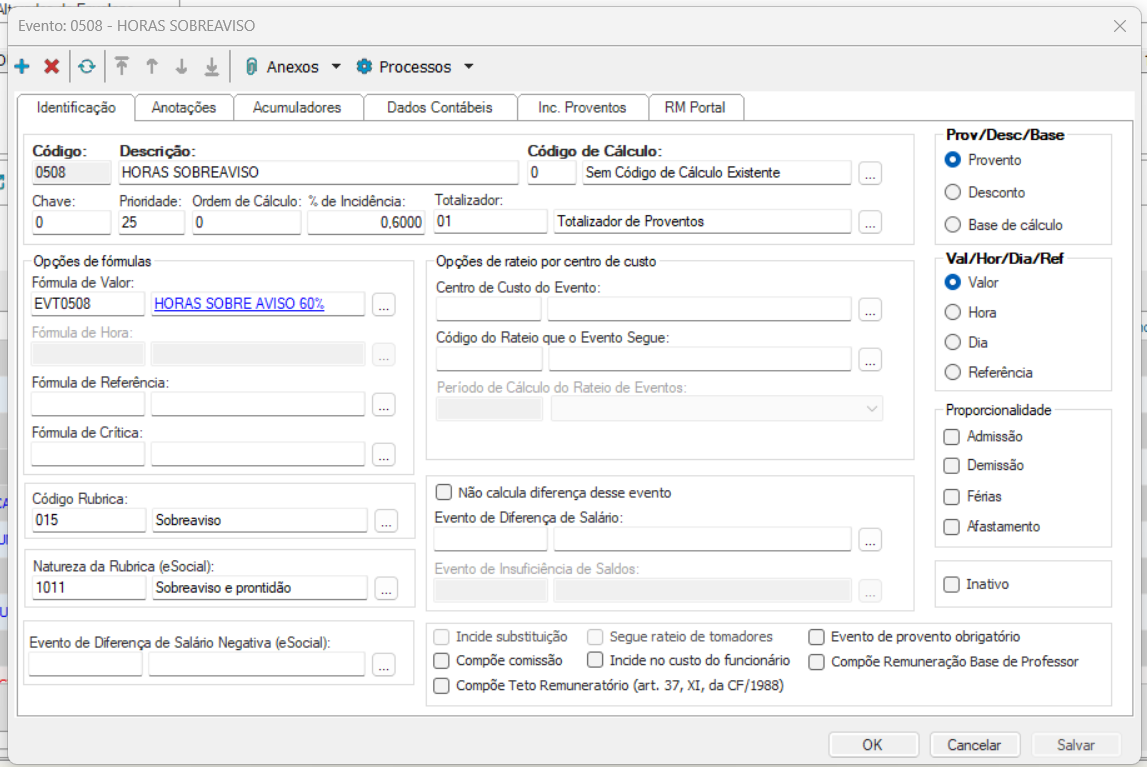 Evento: 0508 - HORAS SOBREAVISO
Anexos Processos
Identificação Anotações Acumuladores Dados Contábeis Inc. Proventos RM Portal
Código: Descrição: Código de Cálculo:
0508 HORAS SOBREAVISO 0 Sem Código de Cálculo Existente ...
Chave: Prioridade: Ordem de Cálculo: % de Incidência: Totalizador:
0 25 0 0,6000 01 Totalizador de Proventos ...
Prov/Desc/Base
Provento
Desconto
Base de cálculo
Opções de fórmulas
Fórmula de Valor:
EVT0508 HORAS SOBRE AVISO 60% ...
Fórmula de Hora:
...
Fórmula de Referência:
...
Fórmula de Crítica:
...
Opções de rateio por centro de custo
Centro de Custo do Evento:
...
Código do Rateio que o Evento Segue:
...
Período de Cálculo do Rateio de Eventos:
Val/Hor/Dia/Ref
Valor
Hora
Dia
Referência
Proporcionalidade
Admissão
Demissão
Férias
Afastamento
Inativo
Código Rubrica:
015 Sobreaviso ...
Natureza da Rubrica (eSocial):
1011 Sobreaviso e prontidão ...
Evento de Diferença de Salário Negativa (eSocial):
...
Não calcula diferença desse evento
Evento de Diferença de Salário:
...
Evento de Insuficiência de Saldos:
...
Incide substituição Segue rateio de tomadores Evento de provento obrigatório
Compõe comissão Incide no custo do funcionário Compõe Remuneração Base de Professor
Compõe Teto Remuneratório (art. 37, XI, da CF/1988)
OK Cancelar Salvar